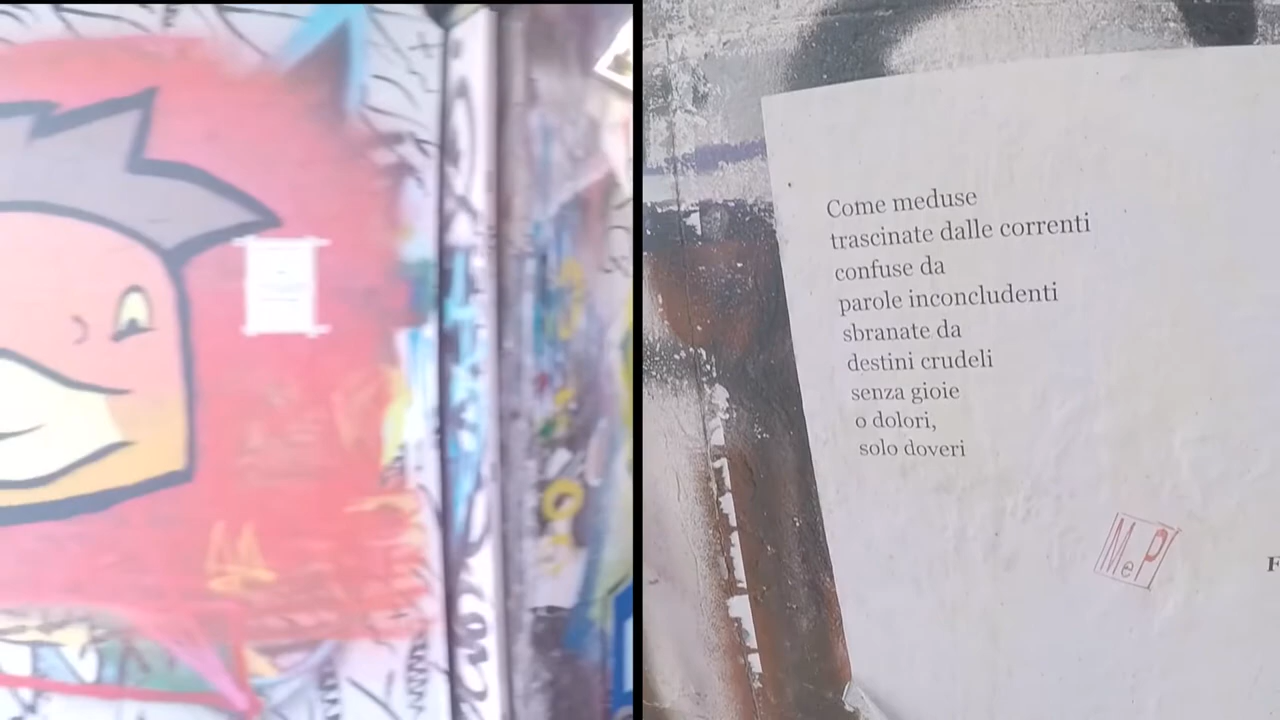 Come meduse
trascinate dalle correnti
confuse da
parole inconcludenti
sbranate da
destini crudeli
senza gioie
o dolori,
solo doveri
MeP
F